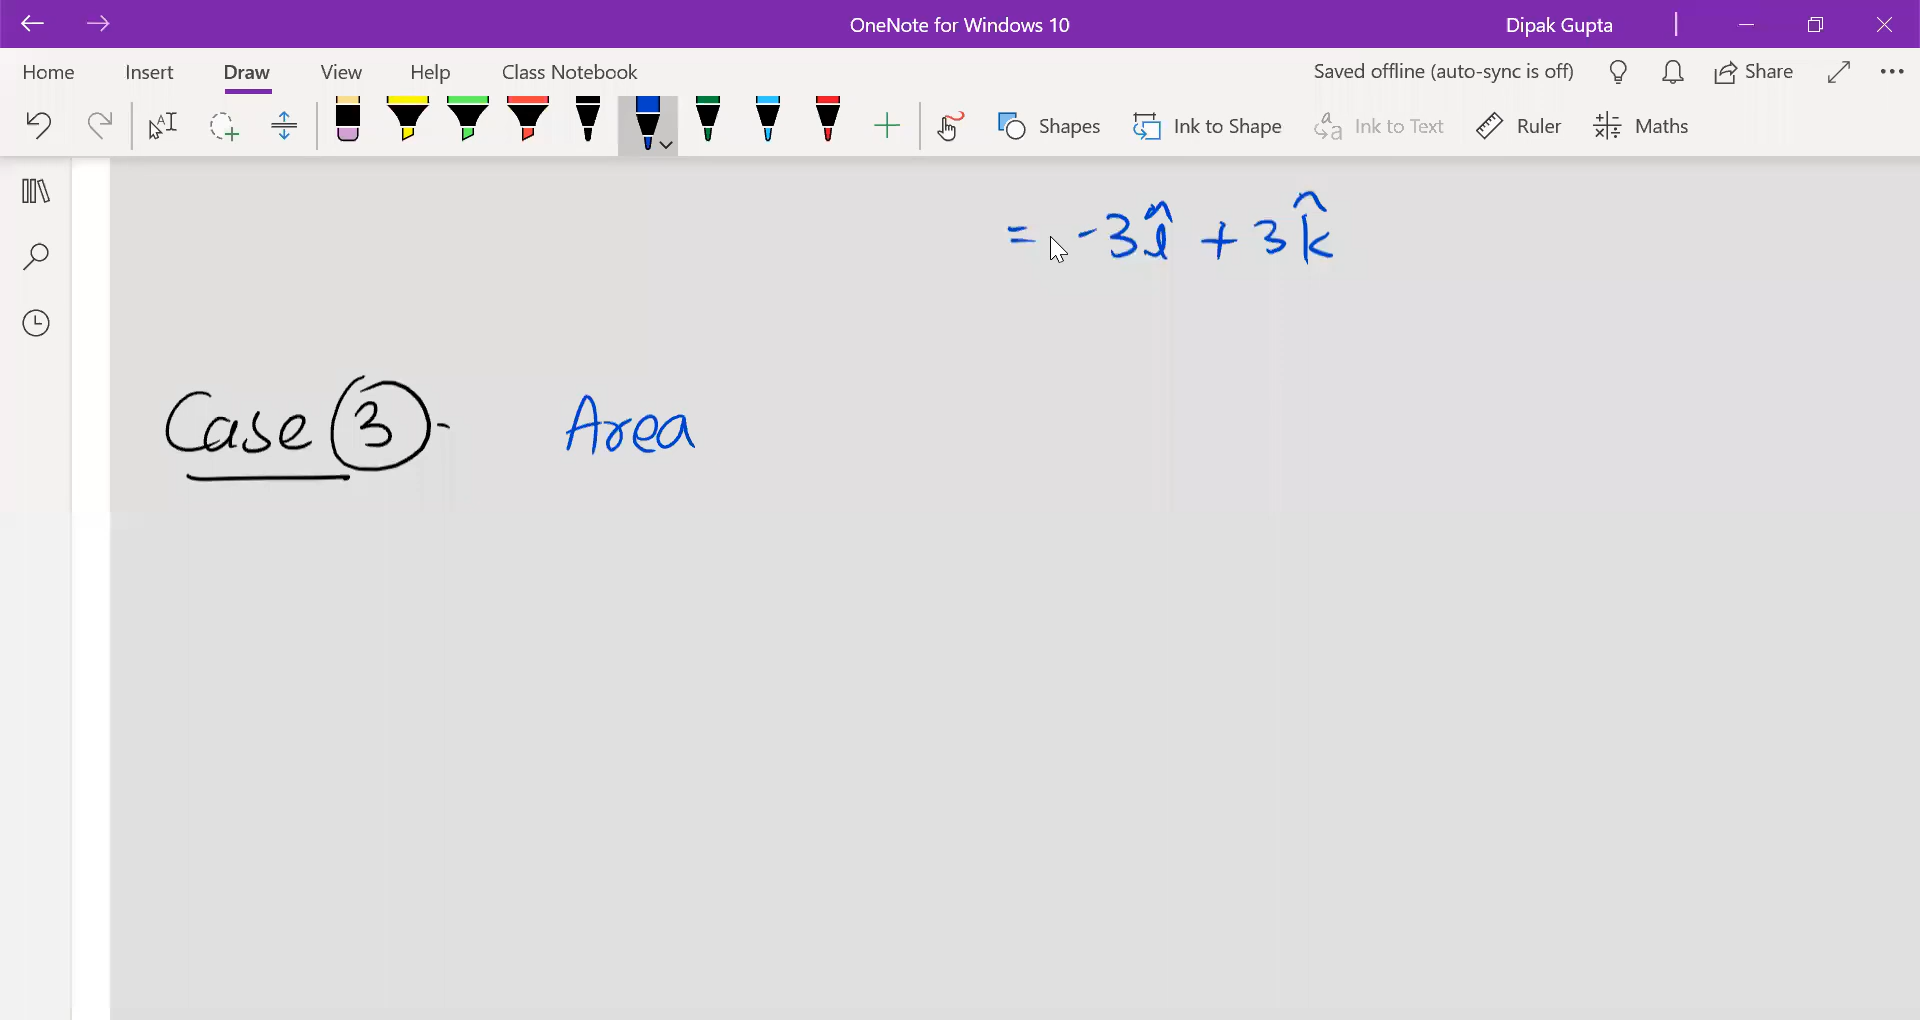 OneNote for Windows 10
Dipak Gupta
Home Insert Draw View Help Class Notebook
Saved offline (auto-sync is off) Share
Shapes Ink to Shape Ink to Text Ruler Maths
= -3î + 3k̂
Case 3 - Area